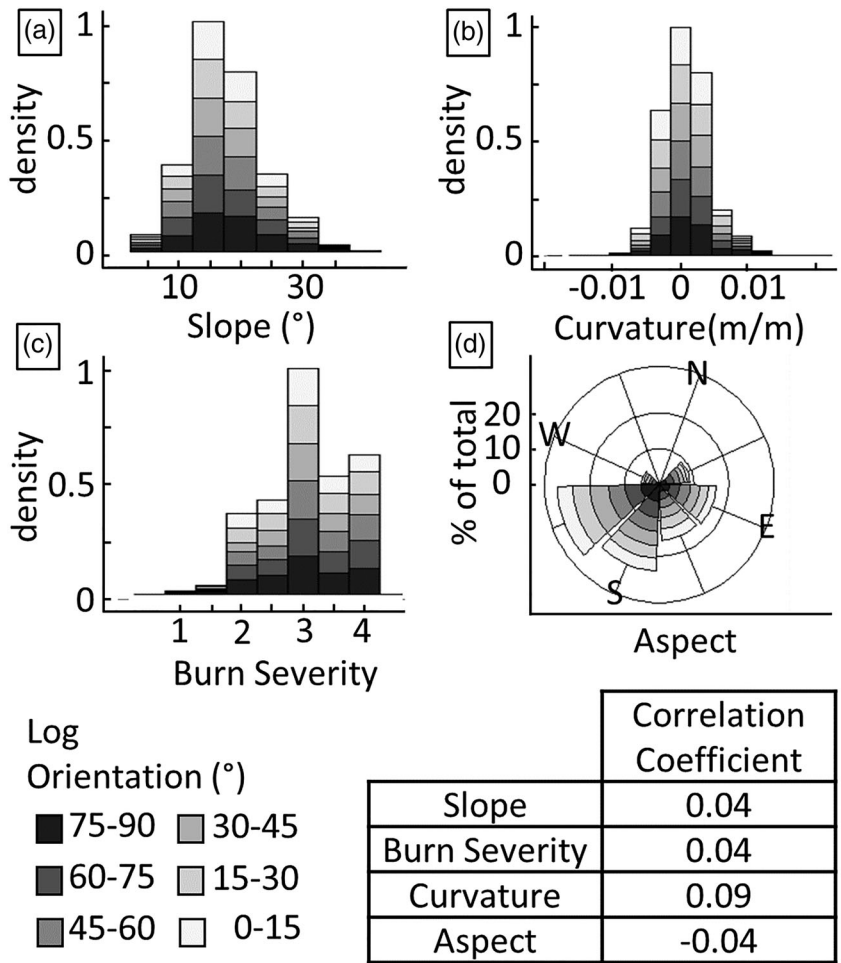 (a)
1
0.5
0
density
10 30
Slope (°)
(b)
1
0.5
0
density
-0.01 0 0.01
Curvature(m/m)
(c)
1
0.5
0
density
1 2 3 4
Burn Severity
(d)
N
W
E
S
20
10
0
% of total
Aspect
Log
Orientation (°)
75-90 30-45
60-75 15-30
45-60 0-15
Correlation
Coefficient
Slope 0.04
Burn Severity 0.04
Curvature 0.09
Aspect -0.04